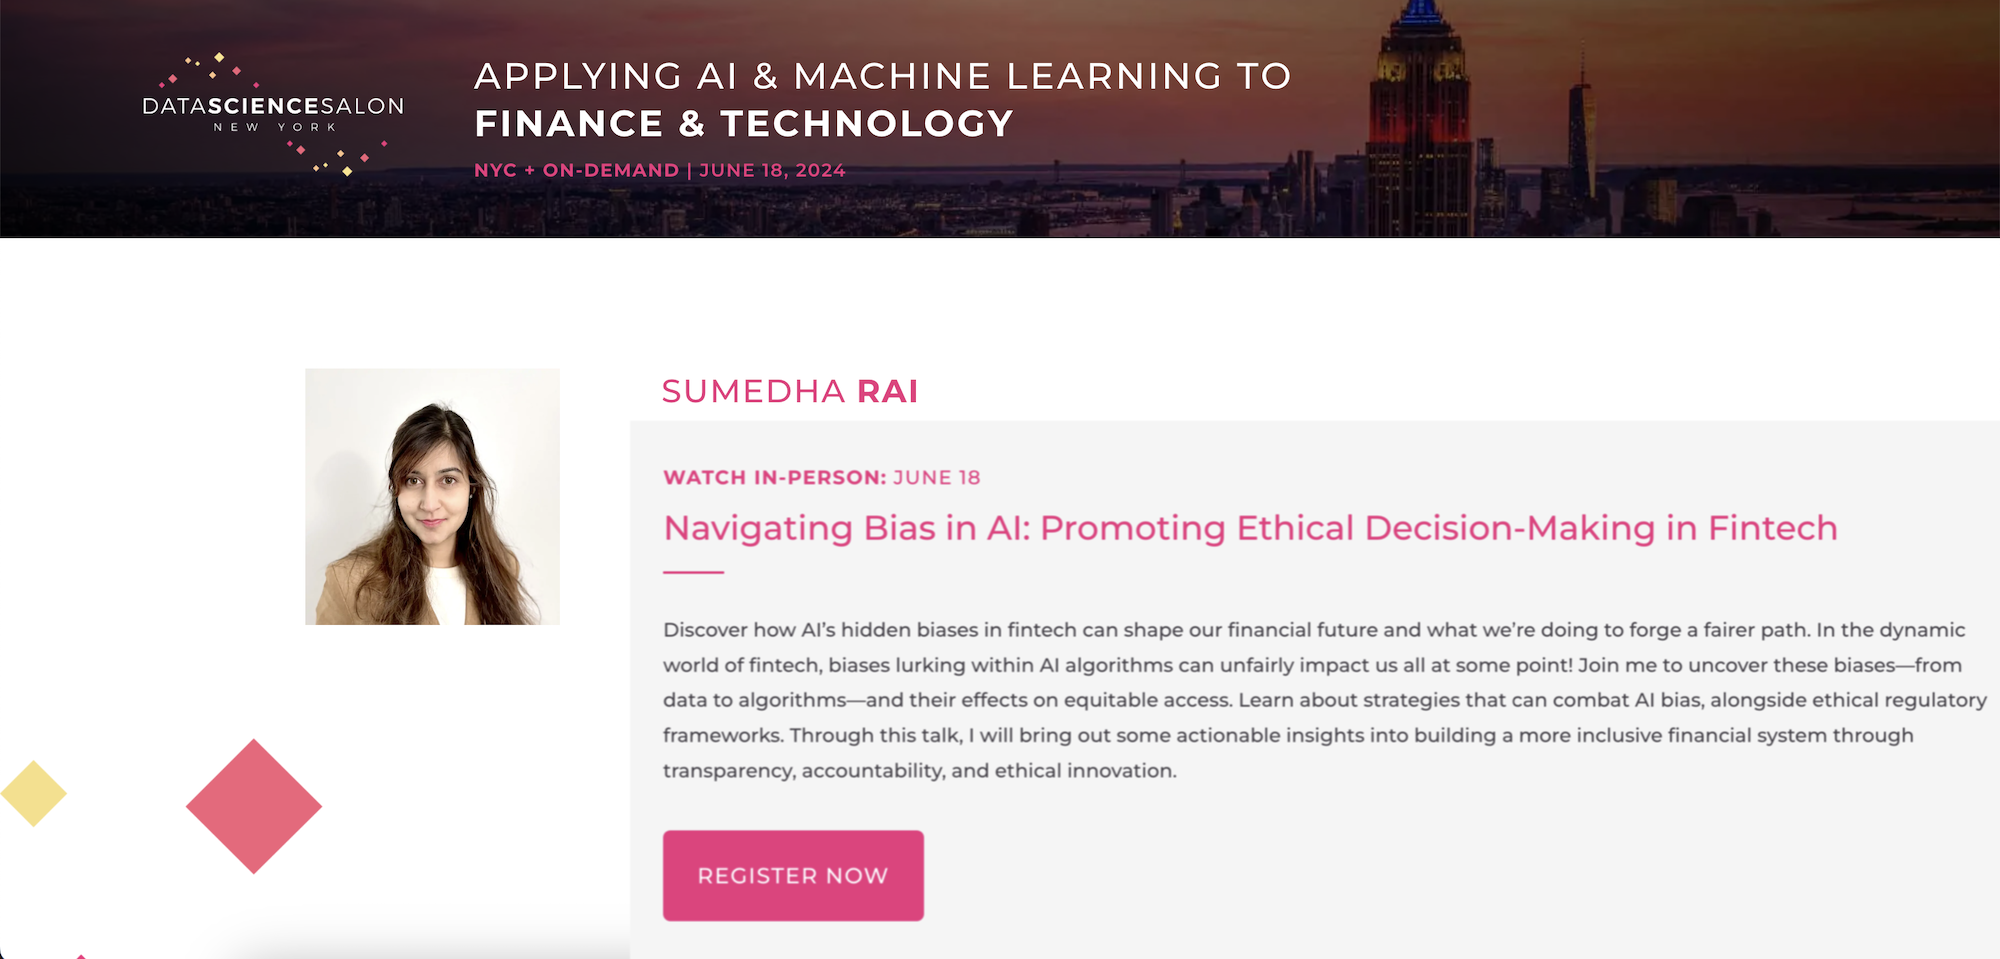 DATASCIENCESALON
NEW YORK
APPLYING AI & MACHINE LEARNING TO
FINANCE & TECHNOLOGY
NYC + ON-DEMAND | JUNE 18, 2024
SUMEDHA RAI
WATCH IN-PERSON: JUNE 18
Navigating Bias in AI: Promoting Ethical Decision-Making in Fintech
Discover how AI’s hidden biases in fintech can shape our financial future and what we’re doing to forge a fairer path. In the dynamic
world of fintech, biases lurking within AI algorithms can unfairly impact us all at some point! Join me to uncover these biases—from
data to algorithms—and their effects on equitable access. Learn about strategies that can combat AI bias, alongside ethical regulatory
frameworks. Through this talk, I will bring out some actionable insights into building a more inclusive financial system through
transparency, accountability, and ethical innovation.
REGISTER NOW